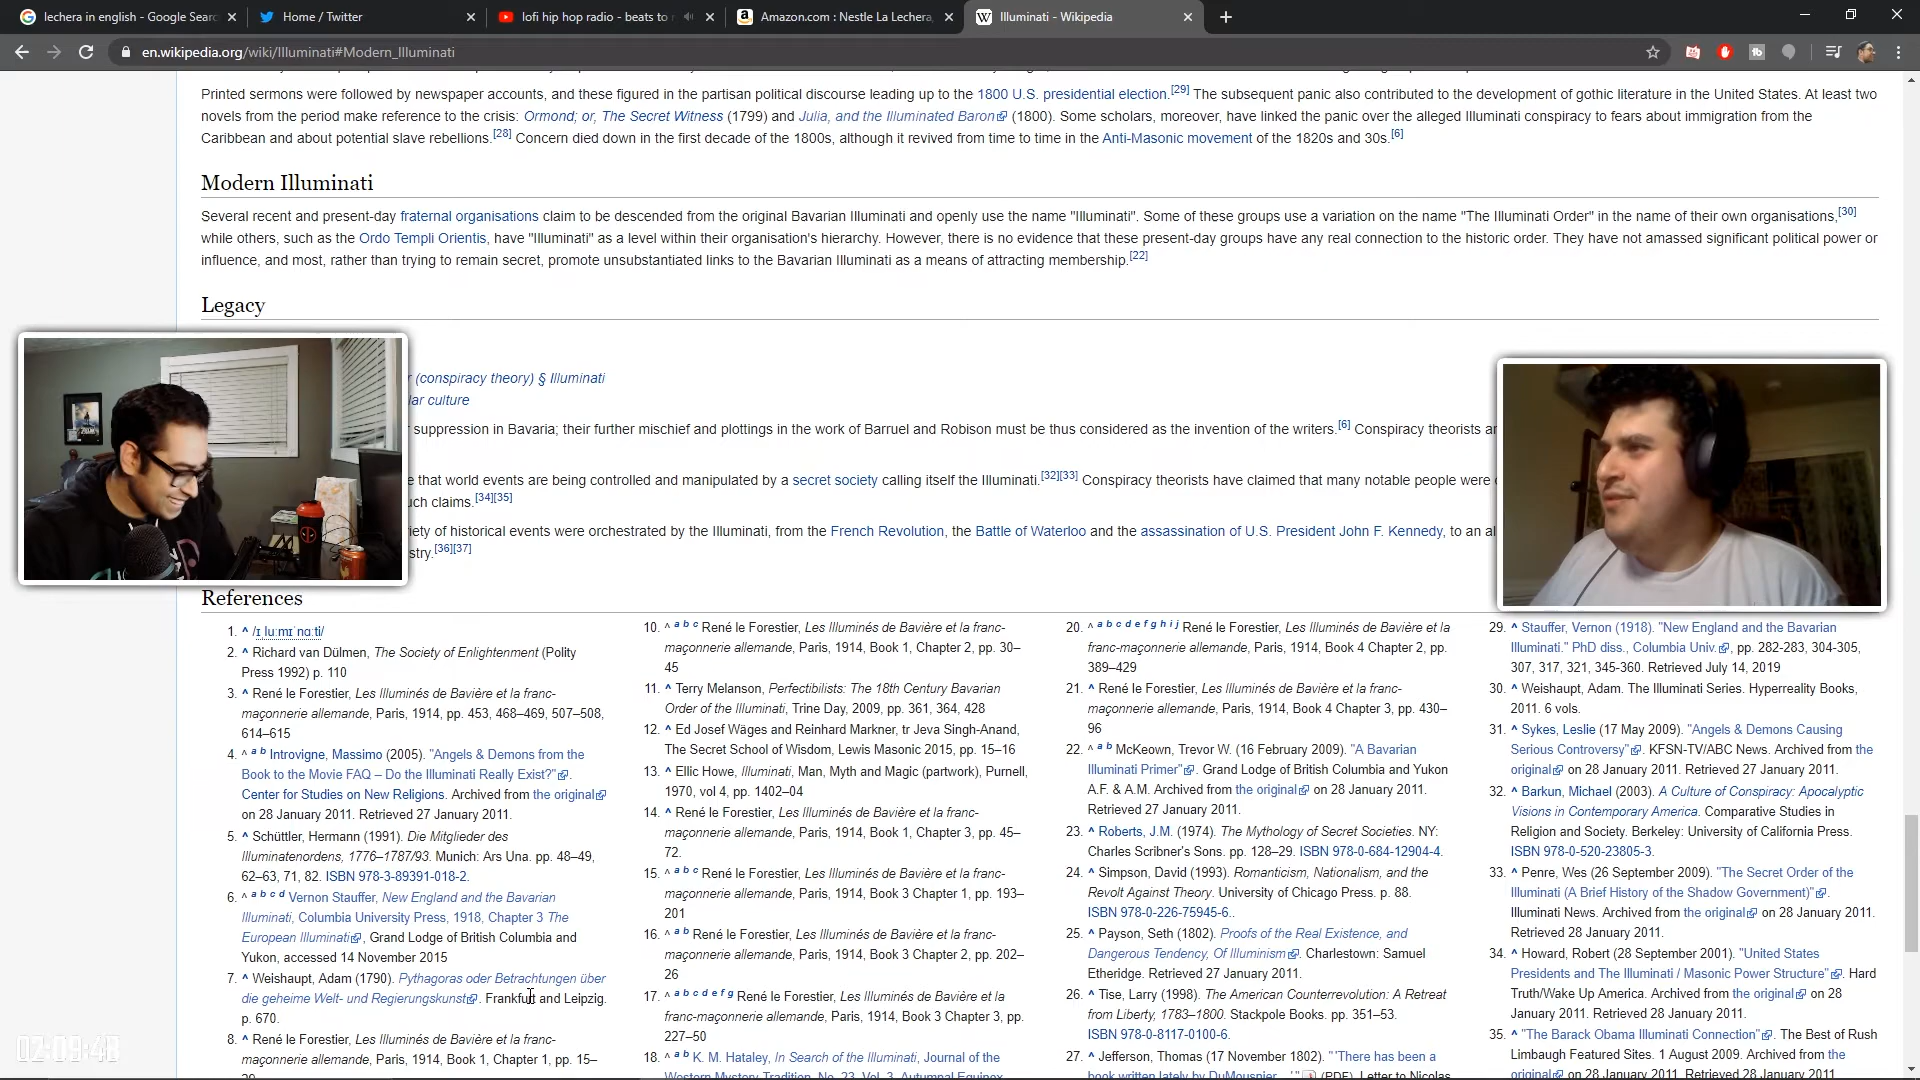 lechera in english - Google Sear
Home / Twitter
lofi hip hop radio - beats to r
Amazon.com : Nestle La Lechera,
Illuminati - Wikipedia
en.wikipedia.org/wiki/Illuminati#Modern_Illuminati
Printed sermons were followed by newspaper accounts, and these figured in the partisan political discourse leading up to the 1800 U.S. presidential election.[29] The subsequent panic also contributed to the development of gothic literature in the United States. At least two
novels from the period make reference to the crisis: Ormond; or, The Secret Witness (1799) and Julia, and the Illuminated Baron (1800). Some scholars, moreover, have linked the panic over the alleged Illuminati conspiracy to fears about immigration from the
Caribbean and about potential slave rebellions.[28] Concern died down in the first decade of the 1800s, although it revived from time to time in the Anti-Masonic movement of the 1820s and 30s.[6]
Modern Illuminati
Several recent and present-day fraternal organisations claim to be descended from the original Bavarian Illuminati and openly use the name "Illuminati". Some of these groups use a variation on the name "The Illuminati Order" in the name of their own organisations,[30]
while others, such as the Ordo Templi Orientis, have "Illuminati" as a level within their organisation's hierarchy. However, there is no evidence that these present-day groups have any real connection to the historic order. They have not amassed significant political power or
influence, and most, rather than trying to remain secret, promote unsubstantiated links to the Bavarian Illuminati as a means of attracting membership.[22]
Legacy
(conspiracy theory) § Illuminati
lar culture
suppression in Bavaria; their further mischief and plottings in the work of Barruel and Robison must be thus considered as the invention of the writers.[6] Conspiracy theorists
e that world events are being controlled and manipulated by a secret society calling itself the Illuminati.[32][33] Conspiracy theorists have claimed that many notable people were
uch claims.[34][35]
iety of historical events were orchestrated by the Illuminati, from the French Revolution, the Battle of Waterloo and the assassination of U.S. President John F. Kennedy, to an al
stry.[36][37]
References
1. ^ /ɪˌluːmɪˈnɑːti/
2. ^ Richard van Dülmen, The Society of Enlightenment (Polity
Press 1992) p. 110
3. ^ René le Forestier, Les Illuminés de Bavière et la franc-
maçonnerie allemande, Paris, 1914, pp. 453, 468–469, 507–508,
614–615
4. ^ a b Introvigne, Massimo (2005). "Angels & Demons from the
Book to the Movie FAQ – Do the Illuminati Really Exist?".
Center for Studies on New Religions. Archived from the original
on 28 January 2011. Retrieved 27 January 2011.
5. ^ Schüttler, Hermann (1991). Die Mitglieder des
Illuminatenordens, 1776–1787/93. Munich: Ars Una. pp. 48–49,
62–63, 71, 82. ISBN 978-3-89391-018-2.
6. ^ a b c d Vernon Stauffer, New England and the Bavarian
Illuminati, Columbia University Press, 1918, Chapter 3 The
European Illuminati, Grand Lodge of British Columbia and
Yukon, accessed 14 November 2015
7. ^ Weishaupt, Adam (1790). Pythagoras oder Betrachtungen über
die geheime Welt- und Regierungskunst. Frankfurt and Leipzig.
p. 670.
8. ^ René le Forestier, Les Illuminés de Bavière et la franc-
maçonnerie allemande, Paris, 1914, Book 1, Chapter 1, pp. 15–
10. ^ a b c René le Forestier, Les Illuminés de Bavière et la franc-
maçonnerie allemande, Paris, 1914, Book 1, Chapter 2, pp. 30–
45
11. ^ Terry Melanson, Perfectibilists: The 18th Century Bavarian
Order of the Illuminati, Trine Day, 2009, pp. 361, 364, 428
12. ^ Ed Josef Wäges and Reinhard Markner, tr Jeva Singh-Anand,
The Secret School of Wisdom, Lewis Masonic 2015, pp. 15–16
13. ^ Ellic Howe, Illuminati, Man, Myth and Magic (partwork), Purnell,
1970, vol 4, pp. 1402–04
14. ^ René le Forestier, Les Illuminés de Bavière et la franc-
maçonnerie allemande, Paris, 1914, Book 1, Chapter 3, pp. 45–
72.
15. ^ a b c René le Forestier, Les Illuminés de Bavière et la franc-
maçonnerie allemande, Paris, 1914, Book 3 Chapter 1, pp. 193–
201
16. ^ a b René le Forestier, Les Illuminés de Bavière et la franc-
maçonnerie allemande, Paris, 1914, Book 3 Chapter 2, pp. 202–
26
17. ^ a b c d e f g René le Forestier, Les Illuminés de Bavière et la
franc-maçonnerie allemande, Paris, 1914, Book 3 Chapter 3, pp.
227–50
18. ^ a b K. M. Hataley, In Search of the Illuminati, Journal of the
Western Mystery Tradition, No. 23, Vol. 3. Autumnal Equinox
20. ^ a b c d e f g h i j René le Forestier, Les Illuminés de Bavière et la
franc-maçonnerie allemande, Paris, 1914, Book 4 Chapter 2, pp.
389–429
21. ^ René le Forestier, Les Illuminés de Bavière et la franc-
maçonnerie allemande, Paris, 1914, Book 4 Chapter 3, pp. 430–
96
22. ^ a b McKeown, Trevor W. (16 February 2009). "A Bavarian
Illuminati Primer". Grand Lodge of British Columbia and Yukon
A.F. & A.M. Archived from the original on 28 January 2011.
Retrieved 27 January 2011.
23. ^ Roberts, J.M. (1974). The Mythology of Secret Societies. NY:
Charles Scribner's Sons. pp. 128–29. ISBN 978-0-684-12904-4.
24. ^ Simpson, David (1993). Romanticism, Nationalism, and the
Revolt Against Theory. University of Chicago Press. p. 88.
ISBN 978-0-226-75945-6..
25. ^ Payson, Seth (1802). Proofs of the Real Existence, and
Dangerous Tendency, Of Illuminism. Charlestown: Samuel
Etheridge. Retrieved 27 January 2011.
26. ^ Tise, Larry (1998). The American Counterrevolution: A Retreat
from Liberty, 1783–1800. Stackpole Books. pp. 351–53.
ISBN 978-0-8117-0100-6.
27. ^ Jefferson, Thomas (17 November 1802). "'There has been a
book written lately by DuMousnier ...'" (PDF). Letter to Nicolas
29. ^ Stauffer, Vernon (1918). "New England and the Bavarian
Illuminati." PhD diss., Columbia Univ., pp. 282-283, 304-305,
307, 317, 321, 345-360. Retrieved July 14, 2019
30. ^ Weishaupt, Adam. The Illuminati Series. Hyperreality Books,
2011. 6 vols.
31. ^ Sykes, Leslie (17 May 2009). "Angels & Demons Causing
Serious Controversy". KFSN-TV/ABC News. Archived from the
original on 28 January 2011. Retrieved 27 January 2011.
32. ^ Barkun, Michael (2003). A Culture of Conspiracy: Apocalyptic
Visions in Contemporary America. Comparative Studies in
Religion and Society. Berkeley: University of California Press.
ISBN 978-0-520-23805-3.
33. ^ Penre, Wes (26 September 2009). "The Secret Order of the
Illuminati (A Brief History of the Shadow Government)".
Illuminati News. Archived from the original on 28 January 2011.
Retrieved 28 January 2011.
34. ^ Howard, Robert (28 September 2001). "United States
Presidents and The Illuminati / Masonic Power Structure". Hard
Truth/Wake Up America. Archived from the original on 28
January 2011. Retrieved 28 January 2011.
35. ^ "The Barack Obama Illuminati Connection". The Best of Rush
Limbaugh Featured Sites. 1 August 2009. Archived from the
original on 28 January 2011. Retrieved 28 January 2011.
02:09:48